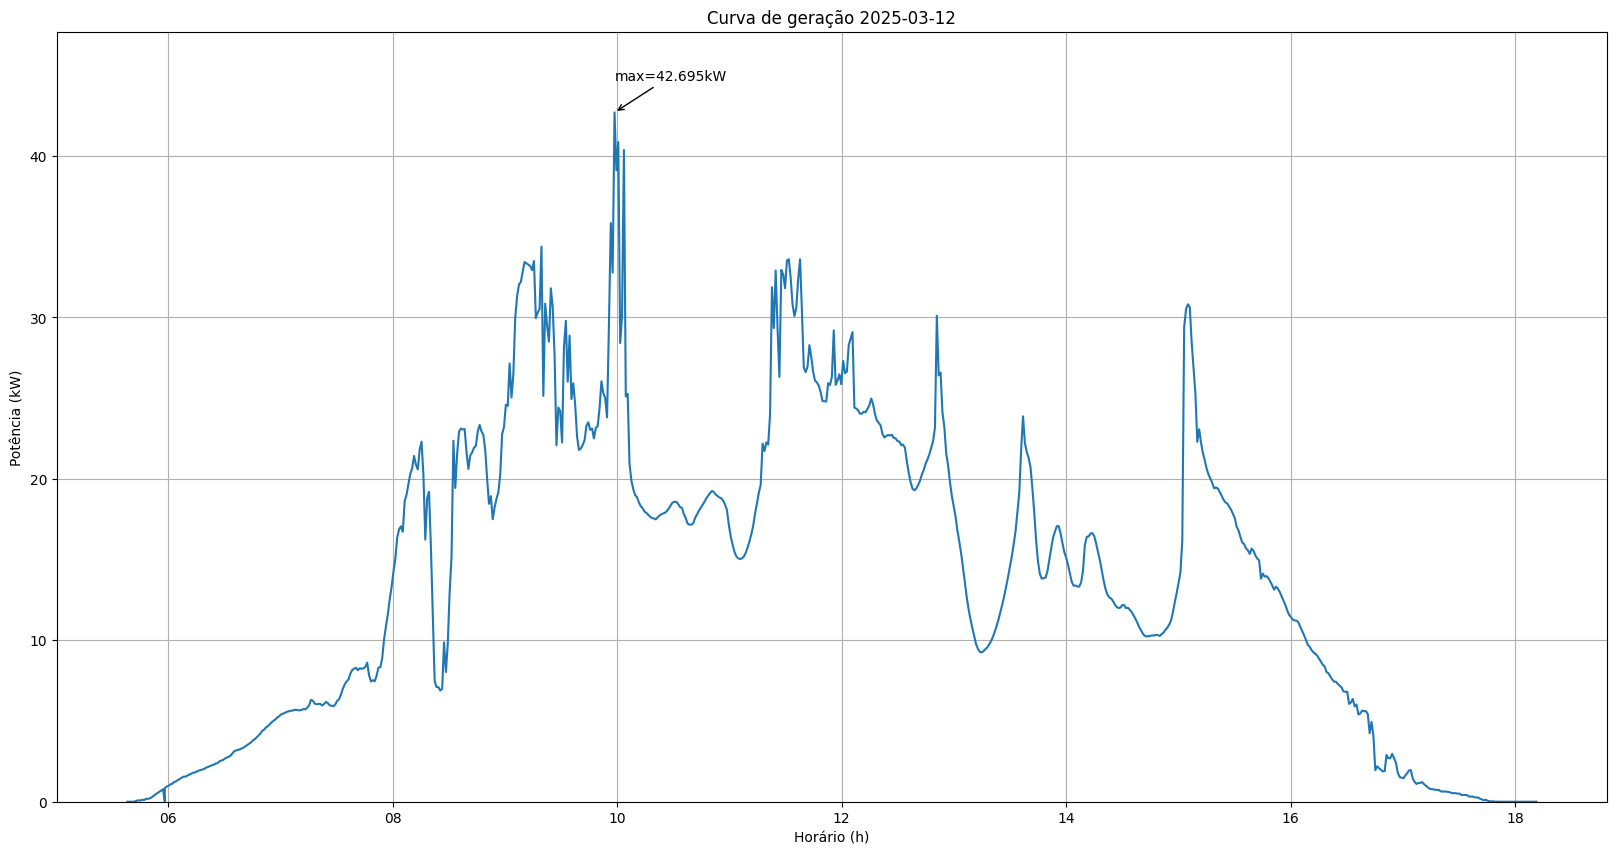 Curva de geração 2025-03-12
max=42.695kW
Potência (kW)
40
30
20
10
0
06 08 10 12 14 16 18
Horário (h)